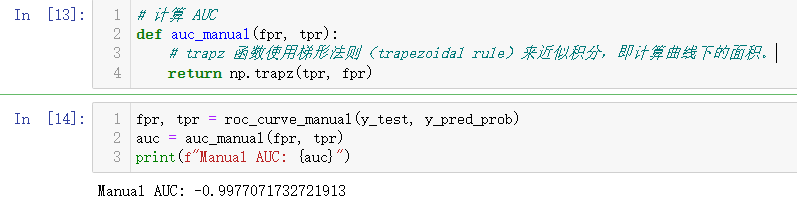 In [13]:
1 # 计算 AUC
2 def auc_manual(fpr, tpr):
3     # trapz 函数使用梯形法则（trapezoidal rule）来近似积分，即计算曲线下的面积。
4     return np.trapz(tpr, fpr)
In [14]:
1 fpr, tpr = roc_curve_manual(y_test, y_pred_prob)
2 auc = auc_manual(fpr, tpr)
3 print(f"Manual AUC: {auc}")
Manual AUC: -0.9977071732721913